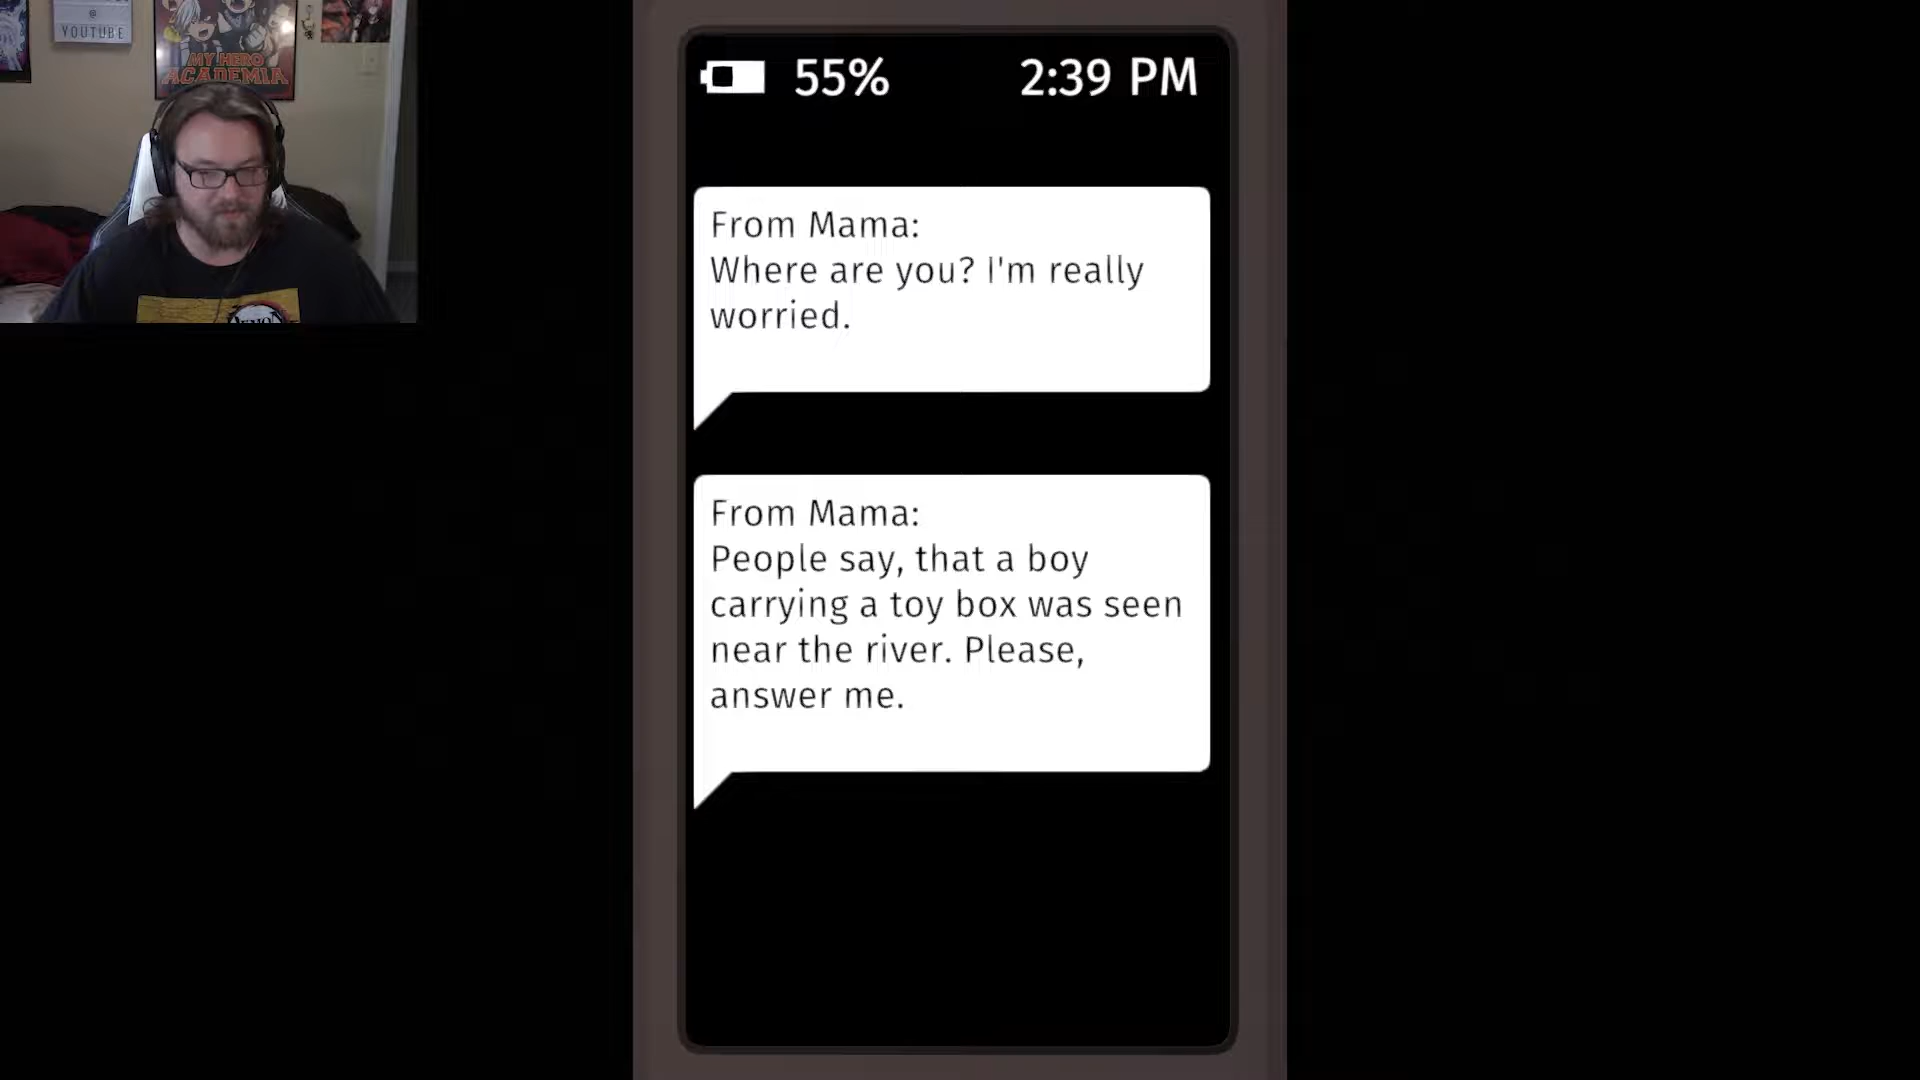 @
YOUTUBE
MY HERO
ACADEMIA
55%
2:39 PM
From Mama:
Where are you? I'm really
worried.
From Mama:
People say, that a boy
carrying a toy box was seen
near the river. Please,
answer me.